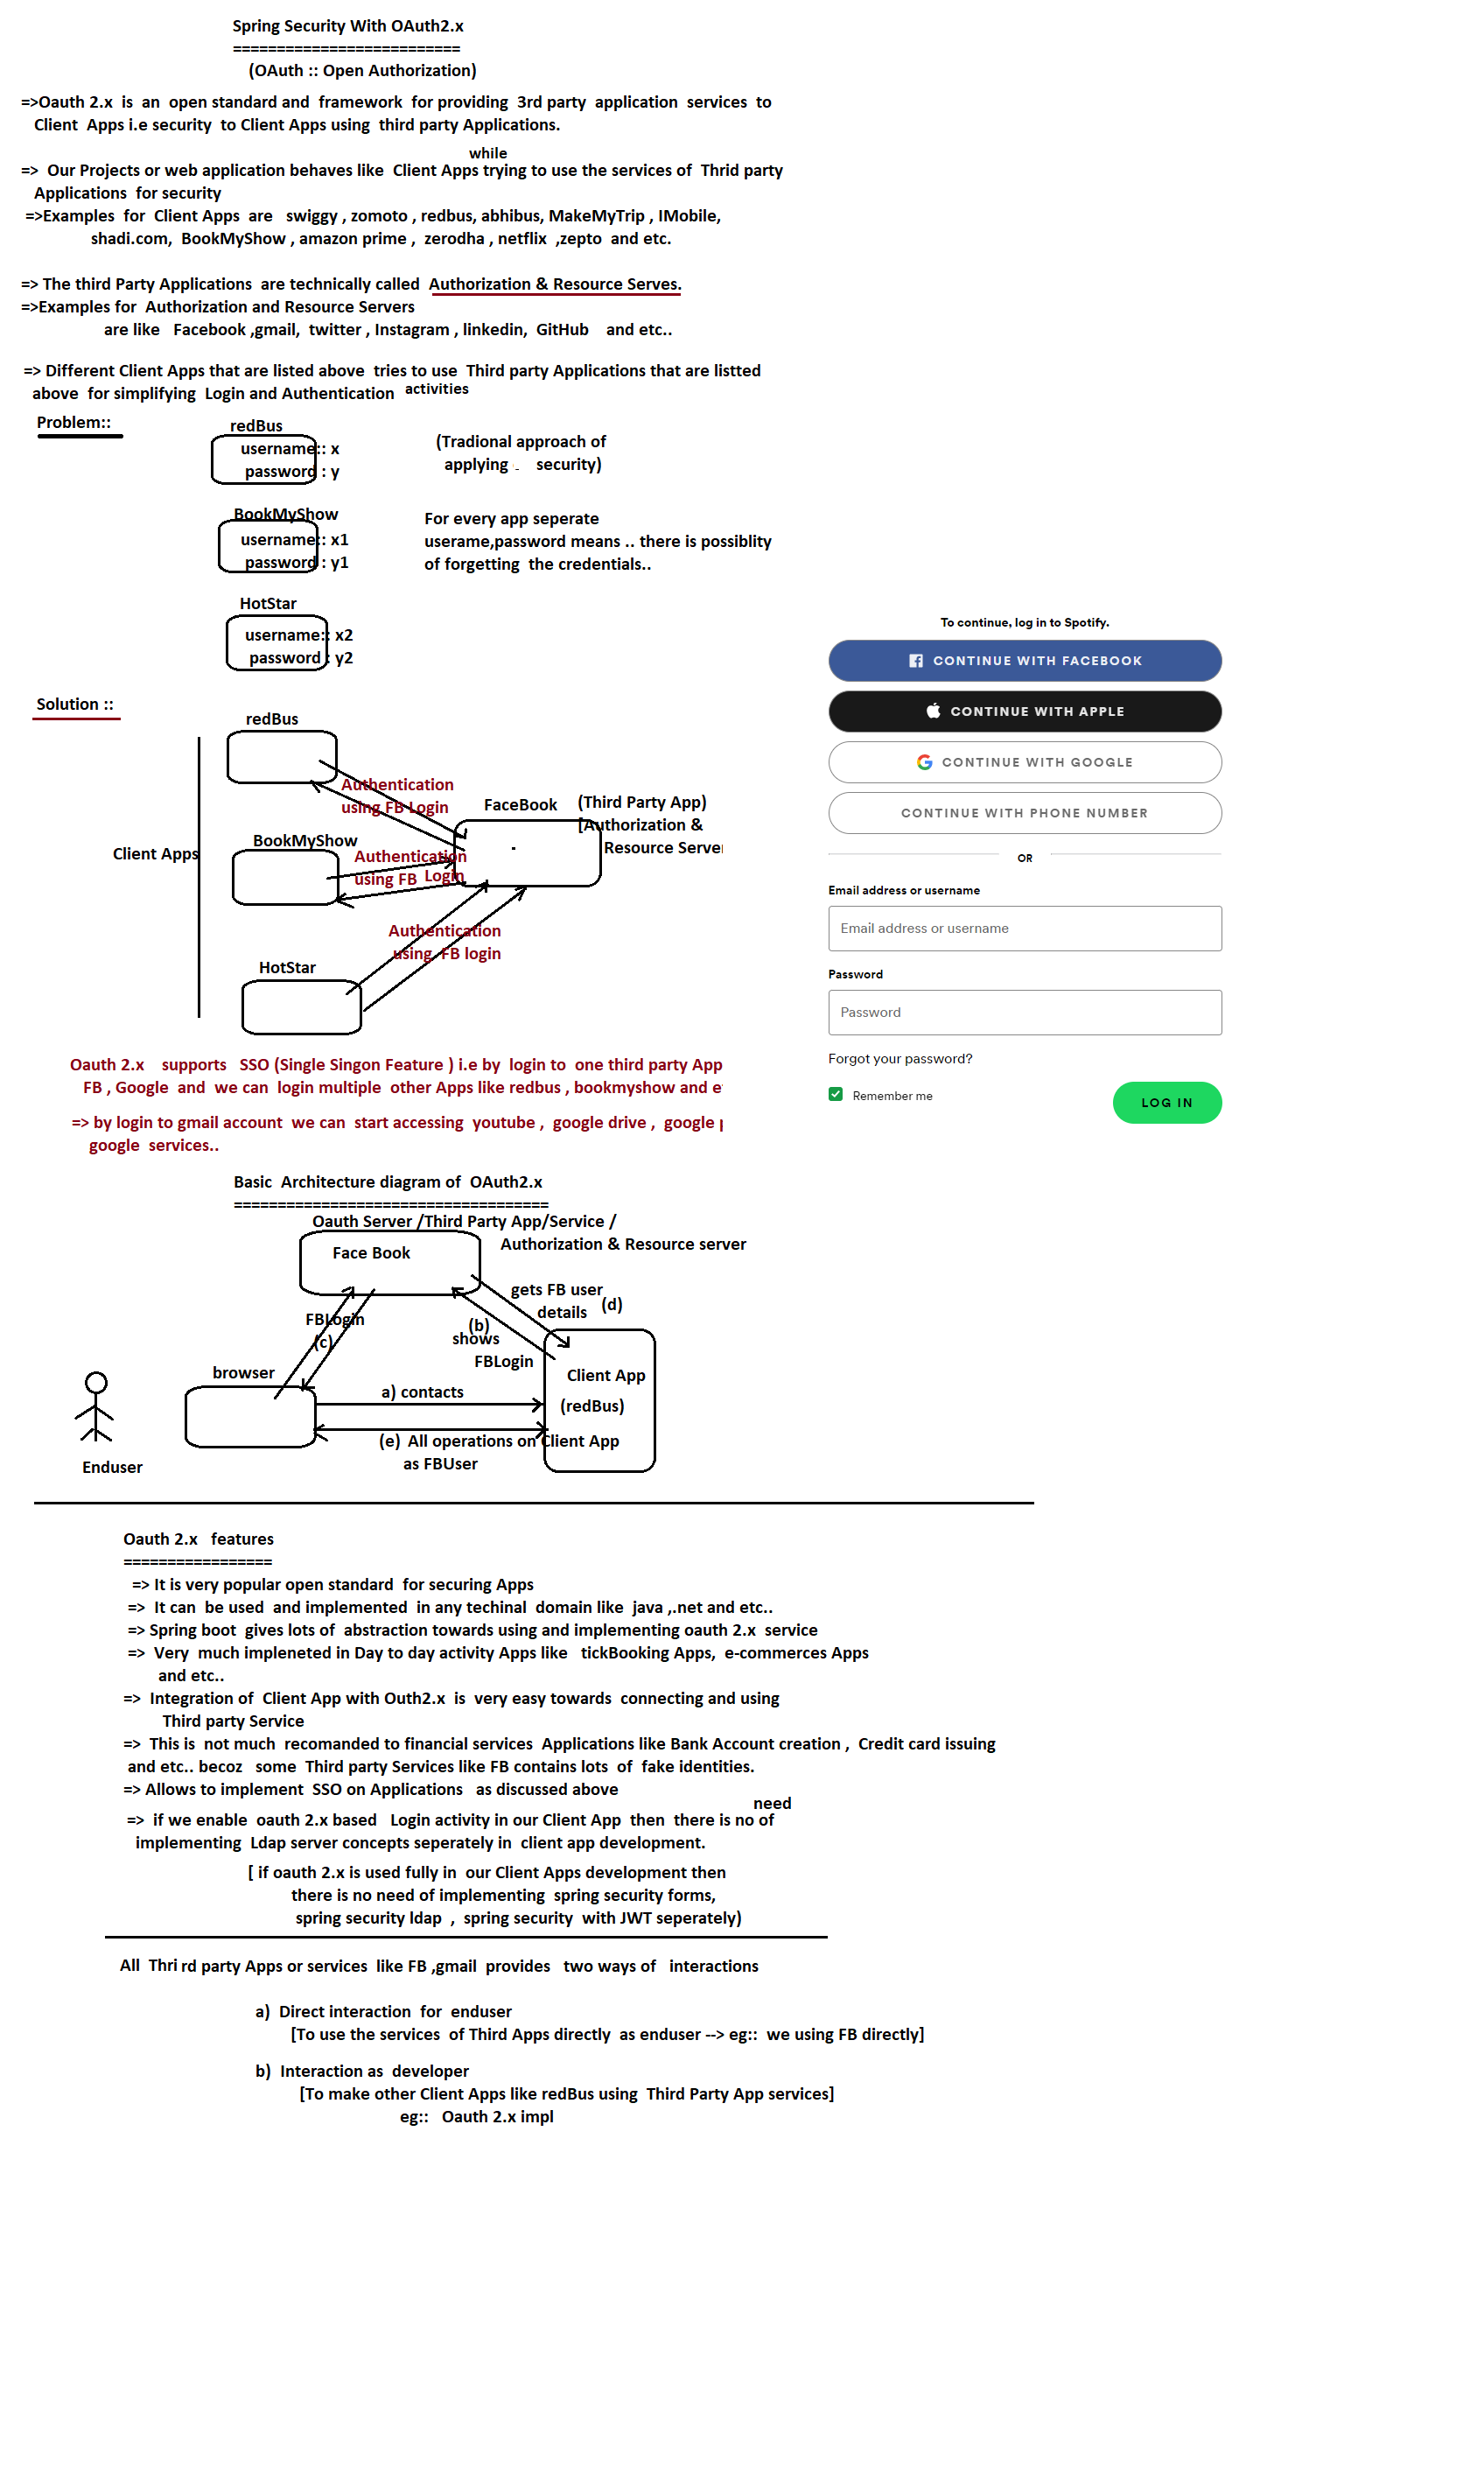 Spring Security With OAuth2.x
==========================
(OAuth :: Open Authorization)
=>Oauth 2.x is an open standard and framework for providing 3rd party application services to
Client Apps i.e security to Client Apps using third party Applications.
while
=> Our Projects or web application behaves like Client Apps trying to use the services of Thrid party
Applications for security
=>Examples for Client Apps are swiggy , zomoto , redbus, abhibus, MakeMyTrip , IMobile,
shadi.com, BookMyShow , amazon prime , zerodha , netflix ,zepto and etc.
=> The third Party Applications are technically called Authorization & Resource Serves.
=>Examples for Authorization and Resource Servers
are like Facebook ,gmail, twitter , Instagram , linkedin, GitHub and etc..
=> Different Client Apps that are listed above tries to use Third party Applications that are listted
above for simplifying Login and Authentication activities
Problem::
redBus
username:: x
password : y
(Tradional approach of
applying security)
BookMyShow
username:: x1
password : y1
For every app seperate
userame,password means .. there is possiblity
of forgetting the credentials..
HotStar
username:: x2
password : y2
Solution ::
redBus
Authentication
using FB Login
FaceBook
(Third Party App)
[Authorization &
Resource Server
BookMyShow
Client Apps
Authentication
using FB Login
Authentication
using FB login
HotStar
To continue, log in to Spotify.
CONTINUE WITH FACEBOOK
CONTINUE WITH APPLE
CONTINUE WITH GOOGLE
CONTINUE WITH PHONE NUMBER
OR
Email address or username
Email address or username
Password
Password
Forgot your password?
Remember me
LOG IN
Oauth 2.x supports SSO (Single Singon Feature ) i.e by login to one third party App
FB , Google and we can login multiple other Apps like redbus , bookmyshow and
=> by login to gmail account we can start accessing youtube , google drive , google
google services..
Basic Architecture diagram of OAuth2.x
====================================
Oauth Server /Third Party App/Service /
Authorization & Resource server
Face Book
gets FB user
details (d)
FBLogin
(c)
(b)
shows
FBLogin
browser
Client App
(redBus)
a) contacts
(e) All operations on Client App
as FBUser
Enduser
Oauth 2.x features
=================
=> It is very popular open standard for securing Apps
=> It can be used and implemented in any techinal domain like java ,.net and etc..
=> Spring boot gives lots of abstraction towards using and implementing oauth 2.x service
=> Very much impleneted in Day to day activity Apps like tickBooking Apps, e-commerces Apps
and etc..
=> Integration of Client App with Outh2.x is very easy towards connecting and using
Third party Service
=> This is not much recomanded to financial services Applications like Bank Account creation , Credit card issuing
and etc.. becoz some Third party Services like FB contains lots of fake identities.
=> Allows to implement SSO on Applications as discussed above
need
=> if we enable oauth 2.x based Login activity in our Client App then there is no of
implementing Ldap server concepts seperately in client app development.
[ if oauth 2.x is used fully in our Client Apps development then
there is no need of implementing spring security forms,
spring security ldap , spring security with JWT seperately)
All Thri rd party Apps or services like FB ,gmail provides two ways of interactions
a) Direct interaction for enduser
[To use the services of Third Apps directly as enduser --> eg:: we using FB directly]
b) Interaction as developer
[To make other Client Apps like redBus using Third Party App services]
eg:: Oauth 2.x impl